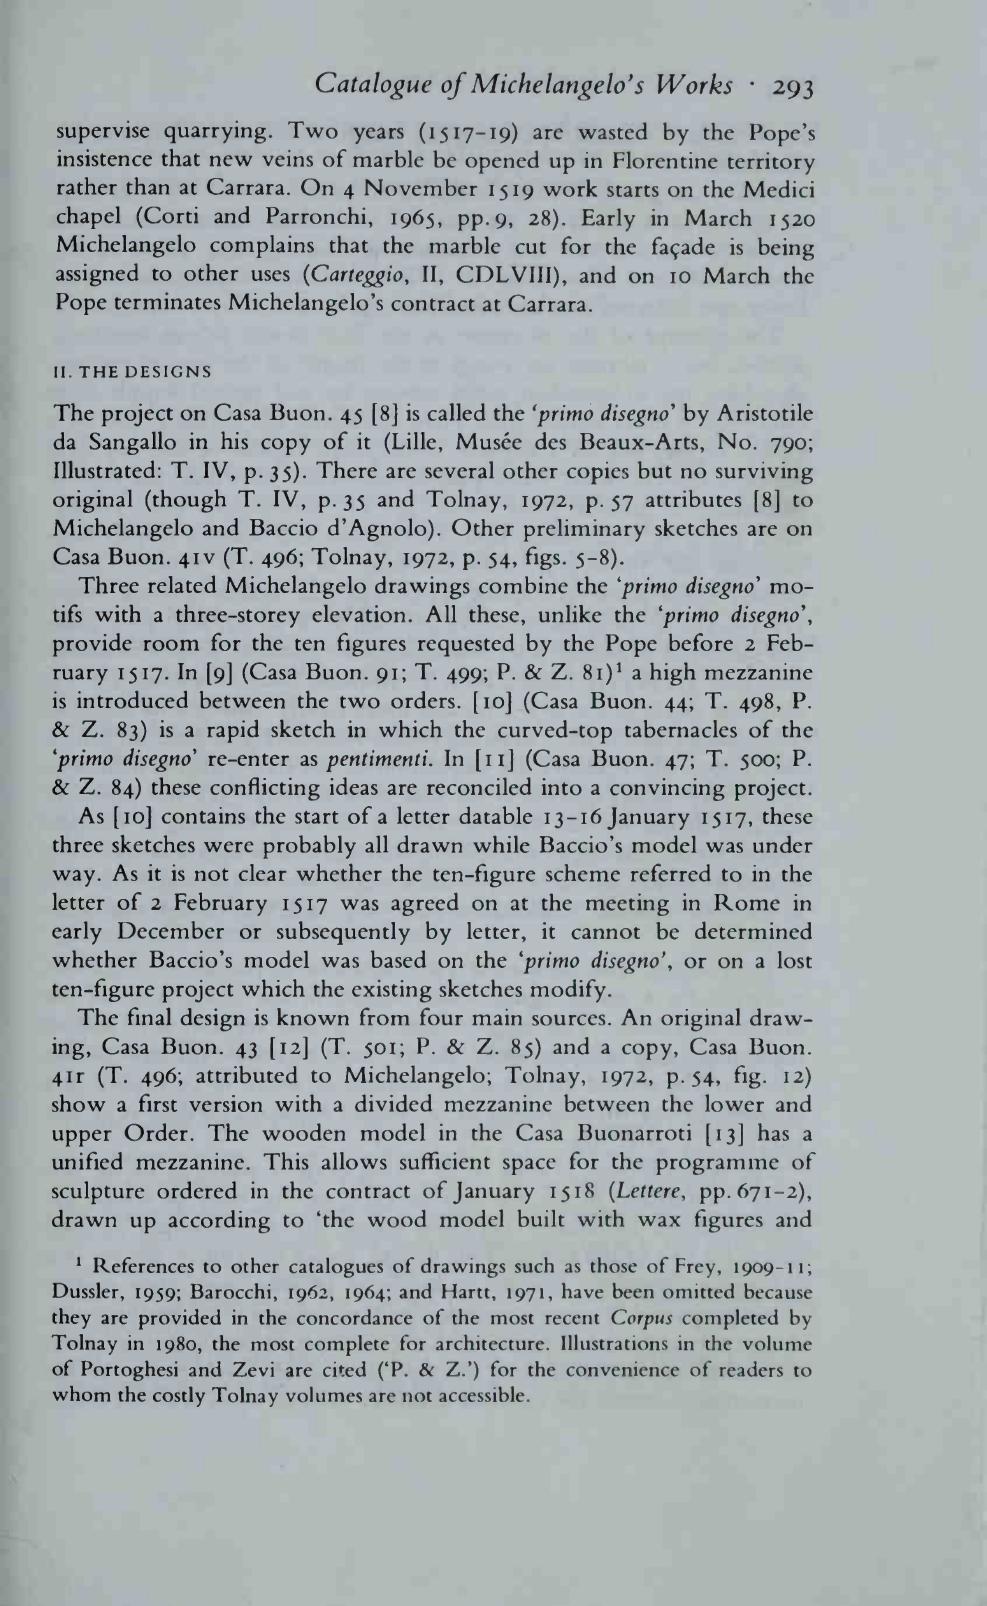 Catalogue of Michelangelo's Works · 293
supervise quarrying. Two years (1517-19) are wasted by the Pope's
insistence that new veins of marble be opened up in Florentine territory
rather than at Carrara. On 4 November 1519 work starts on the Medici
chapel (Corti and Parronchi, 1965, pp. 9, 28). Early in March 1520
Michelangelo complains that the marble cut for the façade is being
assigned to other uses (Carteggio, II, CDLVIII), and on 10 March the
Pope terminates Michelangelo's contract at Carrara.
II. THE DESIGNS
The project on Casa Buon. 45 [8] is called the 'primo disegno' by Aristotile
da Sangallo in his copy of it (Lille, Musée des Beaux-Arts, No. 790;
Illustrated: T. IV, p. 35). There are several other copies but no surviving
original (though T. IV, p. 35 and Tolnay, 1972, p. 57 attributes [8] to
Michelangelo and Baccio d'Agnolo). Other preliminary sketches are on
Casa Buon. 41v (T. 496; Tolnay, 1972, p. 54, figs. 5-8).
Three related Michelangelo drawings combine the 'primo disegno' mo-
tifs with a three-storey elevation. All these, unlike the 'primo disegno',
provide room for the ten figures requested by the Pope before 2 Feb-
ruary 1517. In [9] (Casa Buon. 91; T. 499; P. & Z. 81)¹ a high mezzanine
is introduced between the two orders. [10] (Casa Buon. 44; T. 498, P.
& Z. 83) is a rapid sketch in which the curved-top tabernacles of the
'primo disegno' re-enter as pentimenti. In [11] (Casa Buon. 47; T. 500; P.
& Z. 84) these conflicting ideas are reconciled into a convincing project.
As [10] contains the start of a letter datable 13-16 January 1517, these
three sketches were probably all drawn while Baccio's model was under
way. As it is not clear whether the ten-figure scheme referred to in the
letter of 2 February 1517 was agreed on at the meeting in Rome in
early December or subsequently by letter, it cannot be determined
whether Baccio's model was based on the 'primo disegno', or on a lost
ten-figure project which the existing sketches modify.
The final design is known from four main sources. An original draw-
ing, Casa Buon. 43 [12] (T. 501; P. & Z. 85) and a copy, Casa Buon.
41r (T. 496; attributed to Michelangelo; Tolnay, 1972, p. 54, fig. 12)
show a first version with a divided mezzanine between the lower and
upper Order. The wooden model in the Casa Buonarroti [13] has a
unified mezzanine. This allows sufficient space for the programme of
sculpture ordered in the contract of January 1518 (Lettere, pp. 671-2),
drawn up according to 'the wood model built with wax figures and
¹ References to other catalogues of drawings such as those of Frey, 1909-11;
Dussler, 1959; Barocchi, 1962, 1964; and Hartt, 1971, have been omitted because
they are provided in the concordance of the most recent Corpus completed by
Tolnay in 1980, the most complete for architecture. Illustrations in the volume
of Portoghesi and Zevi are cited ('P. & Z.') for the convenience of readers to
whom the costly Tolnay volumes are not accessible.